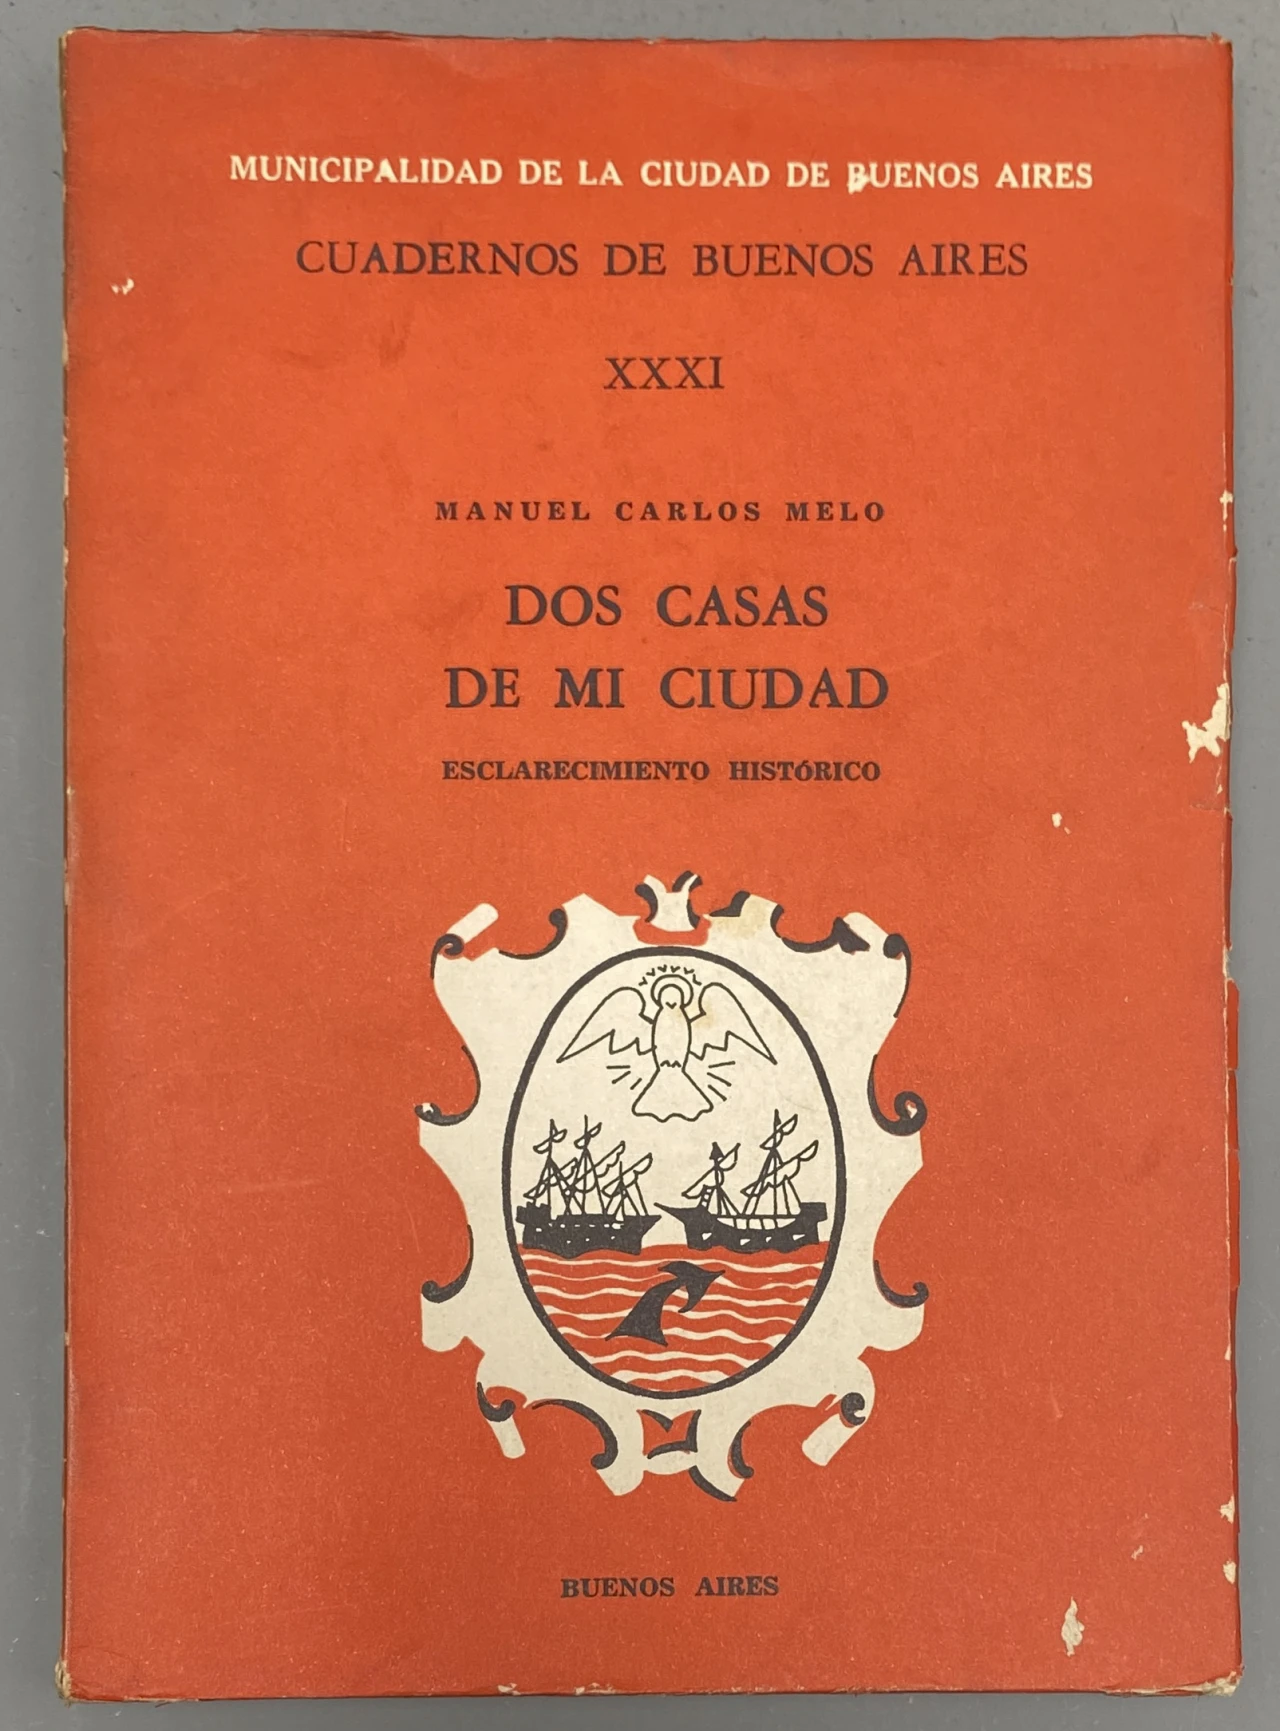 MUNICIPALIDAD DE LA CIUDAD DE BUENOS AIRES
CUADERNOS DE BUENOS AIRES
XXXI
MANUEL CARLOS MELO
DOS CASAS
DE MI CIUDAD
ESCLARECIMIENTO HISTÓRICO
BUENOS AIRES